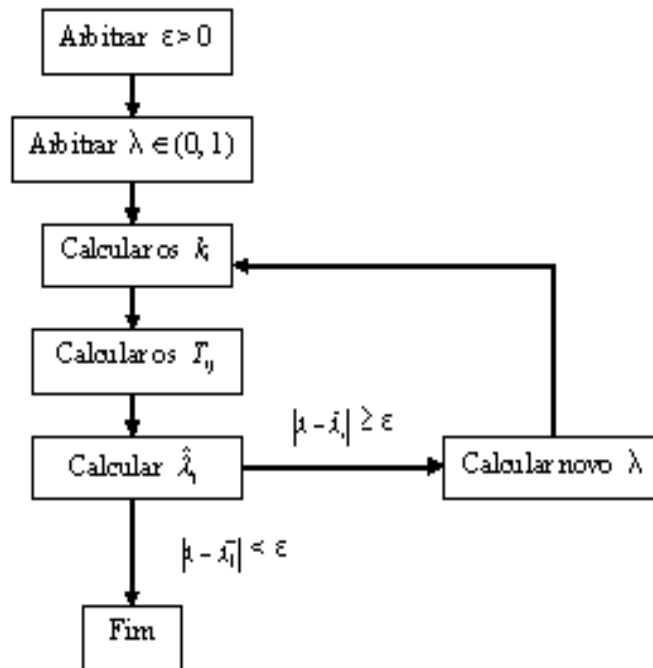 Arbitrar ε > 0
Arbitrar λ ∈ (0, 1)
Calcular os k
Calcular os T
Calcular λ̂
≥ ε
Calcular novo λ
< ε
Fim